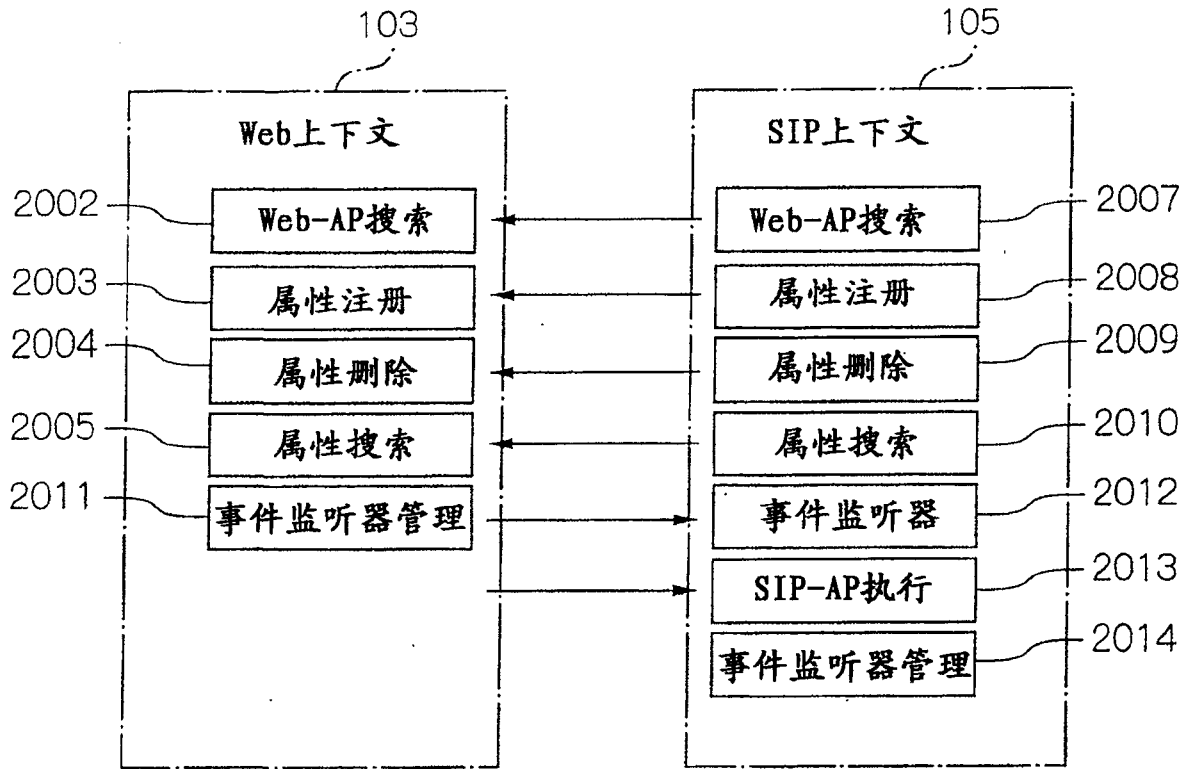 103
105
Web上下文
SIP上下文
2002
Web-AP搜索
Web-AP搜索
2007
2003
属性注册
属性注册
2008
2004
属性删除
属性删除
2009
2005
属性搜索
属性搜索
2010
2011
事件监听器管理
事件监听器
2012
SIP-AP执行
2013
事件监听器管理
2014